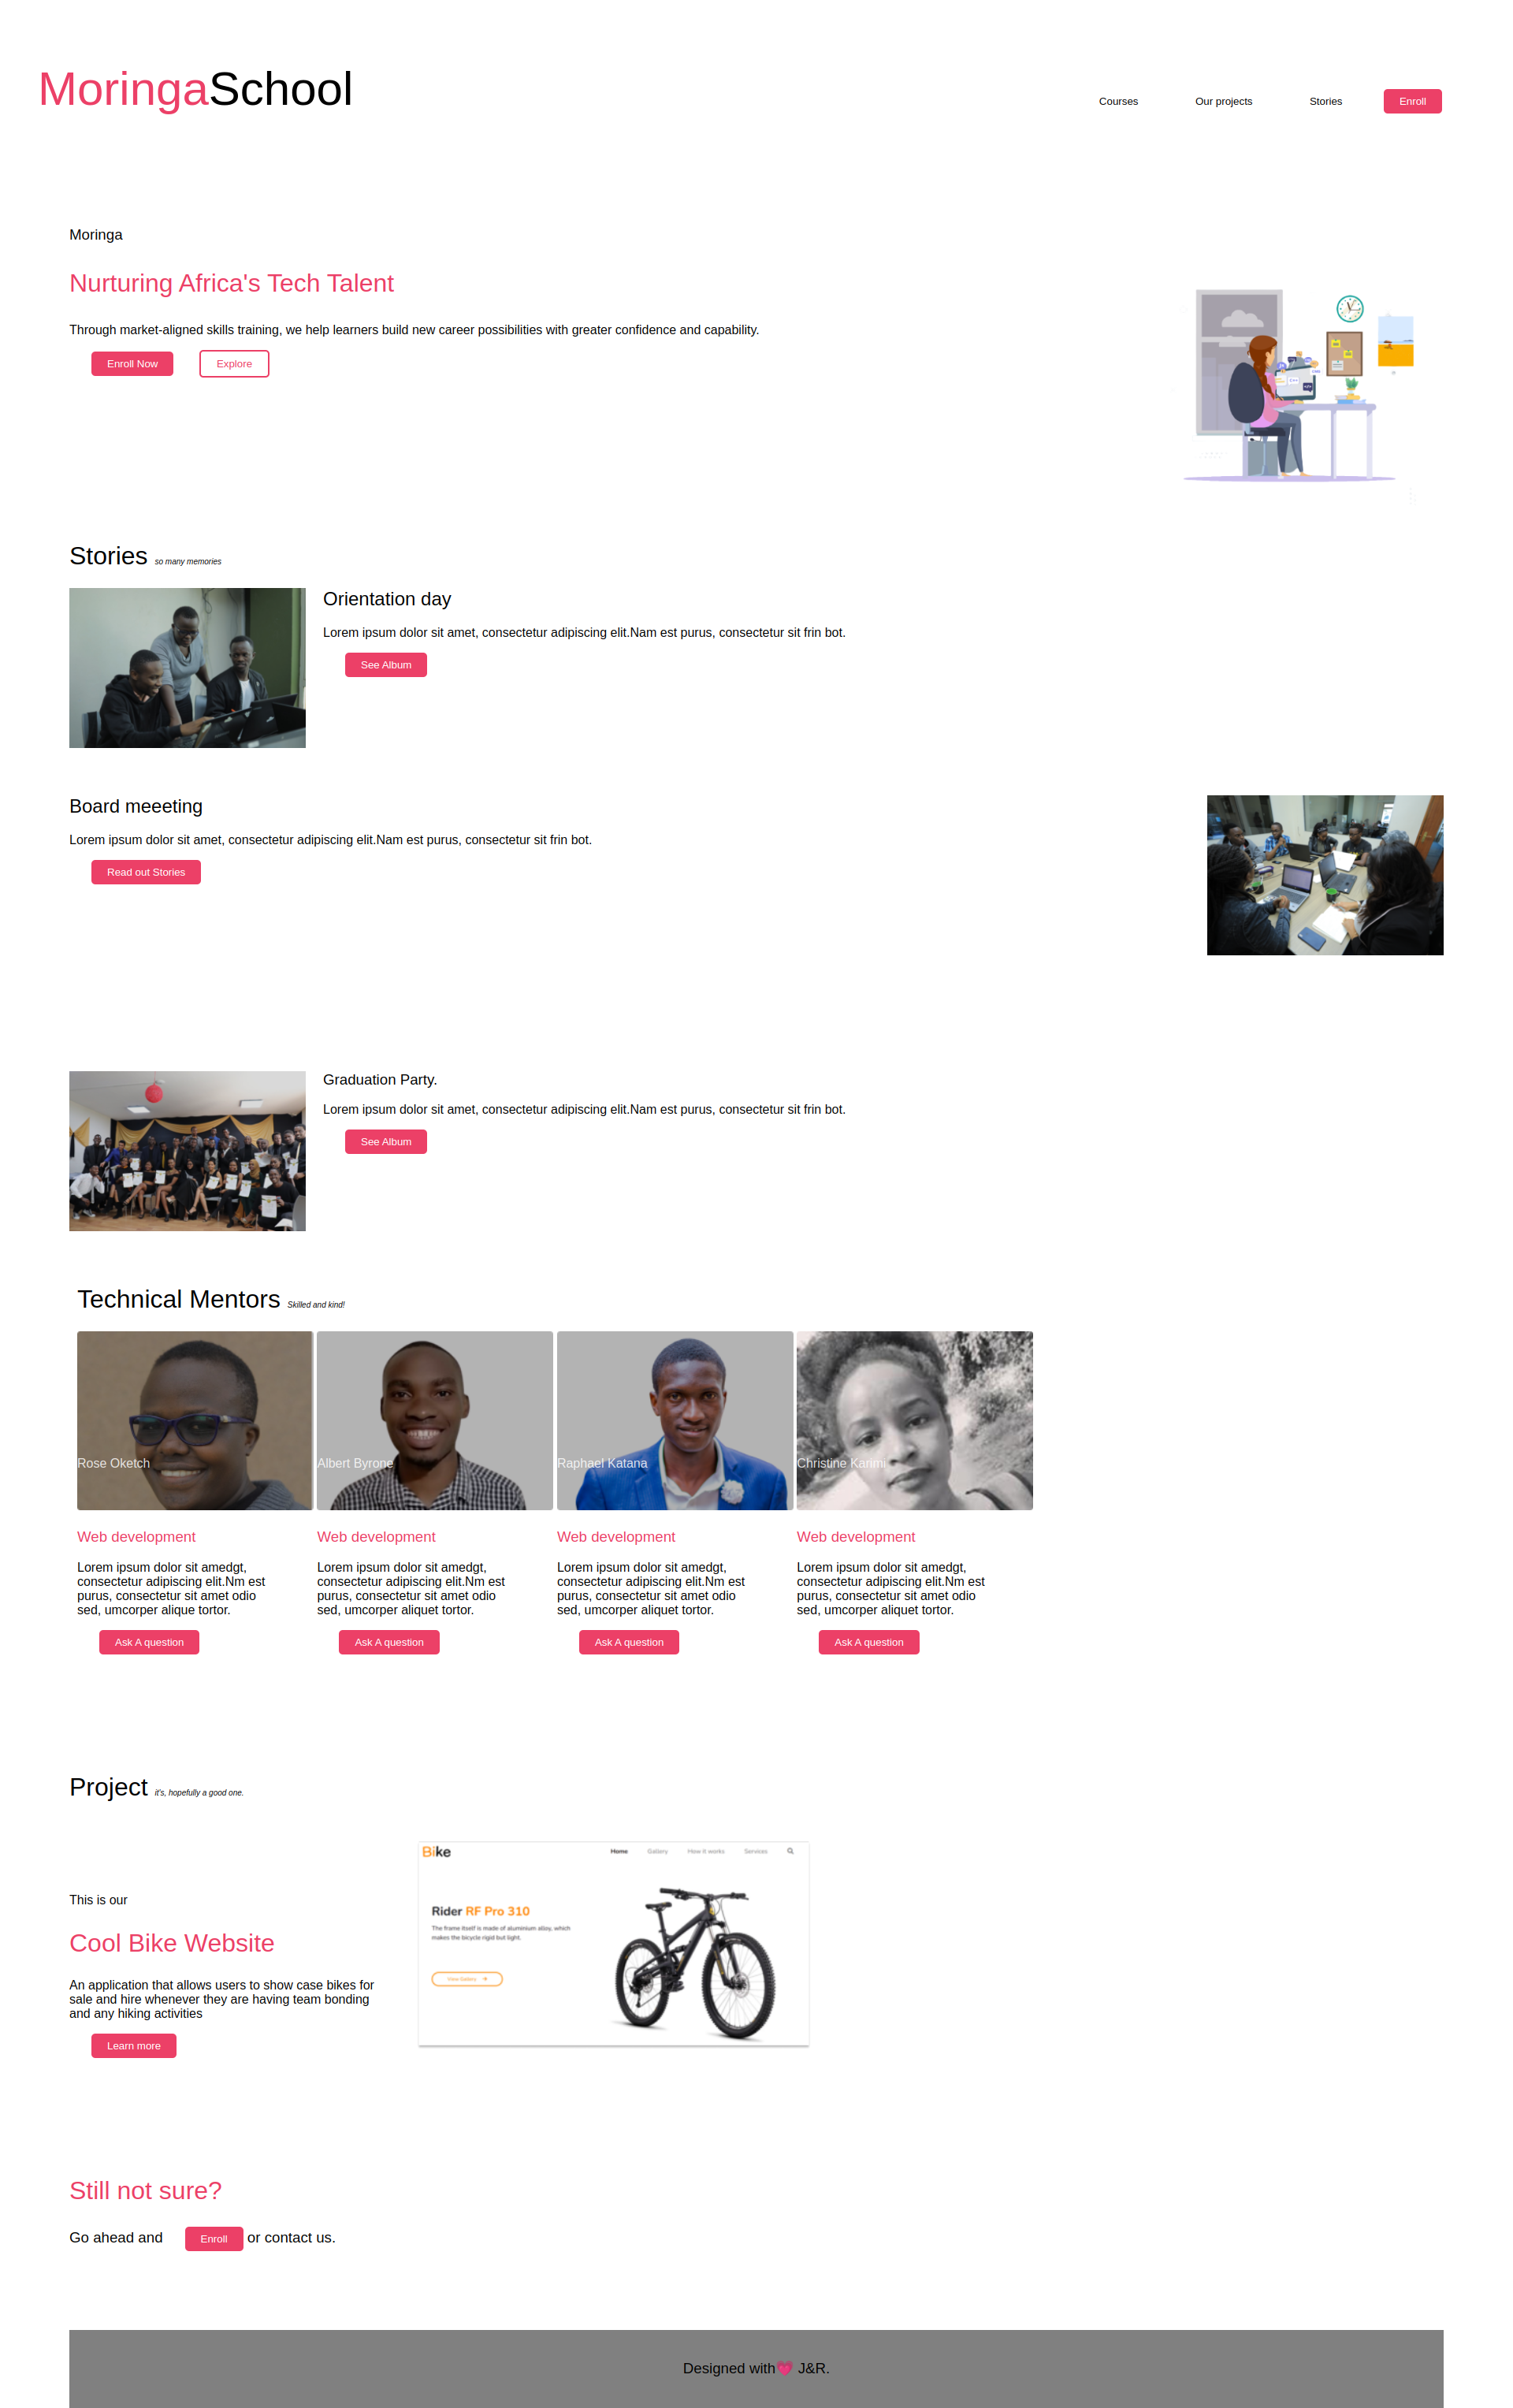 MoringaSchool
Courses
Our projects
Stories
Enroll
Moringa
Nurturing Africa's Tech Talent
Through market-aligned skills training, we help learners build new career possibilities with greater confidence and capability.
Enroll Now
Explore
Stories so many memories
Orientation day
Lorem ipsum dolor sit amet, consectetur adipiscing elit.Nam est purus, consectetur sit frin bot.
See Album
Board meeeting
Lorem ipsum dolor sit amet, consectetur adipiscing elit.Nam est purus, consectetur sit frin bot.
Read out Stories
Graduation Party.
Lorem ipsum dolor sit amet, consectetur adipiscing elit.Nam est purus, consectetur sit frin bot.
See Album
Technical Mentors Skilled and kind!
Rose Oketch
Web development
Lorem ipsum dolor sit amedgt,
consectetur adipiscing elit.Nm est
purus, consectetur sit amet odio
sed, umcorper alique tortor.
Ask A question
Albert Byrone
Web development
Lorem ipsum dolor sit amedgt,
consectetur adipiscing elit.Nm est
purus, consectetur sit amet odio
sed, umcorper aliquet tortor.
Ask A question
Raphael Katana
Web development
Lorem ipsum dolor sit amedgt,
consectetur adipiscing elit.Nm est
purus, consectetur sit amet odio
sed, umcorper aliquet tortor.
Ask A question
Christine Karimi
Web development
Lorem ipsum dolor sit amedgt,
consectetur adipiscing elit.Nm est
purus, consectetur sit amet odio
sed, umcorper aliquet tortor.
Ask A question
Project it's, hopefully a good one.
This is our
Cool Bike Website
An application that allows users to show case bikes for
sale and hire whenever they are having team bonding
and any hiking activities
Learn more
Bike
Home
Gallery
How it works
Services
Rider RF Pro 310
The frame itself is made of aluminium alloy, which
makes the bicycle rigid but light.
View Gallery
Still not sure?
Go ahead and Enroll or contact us.
Designed with💗 J&R.